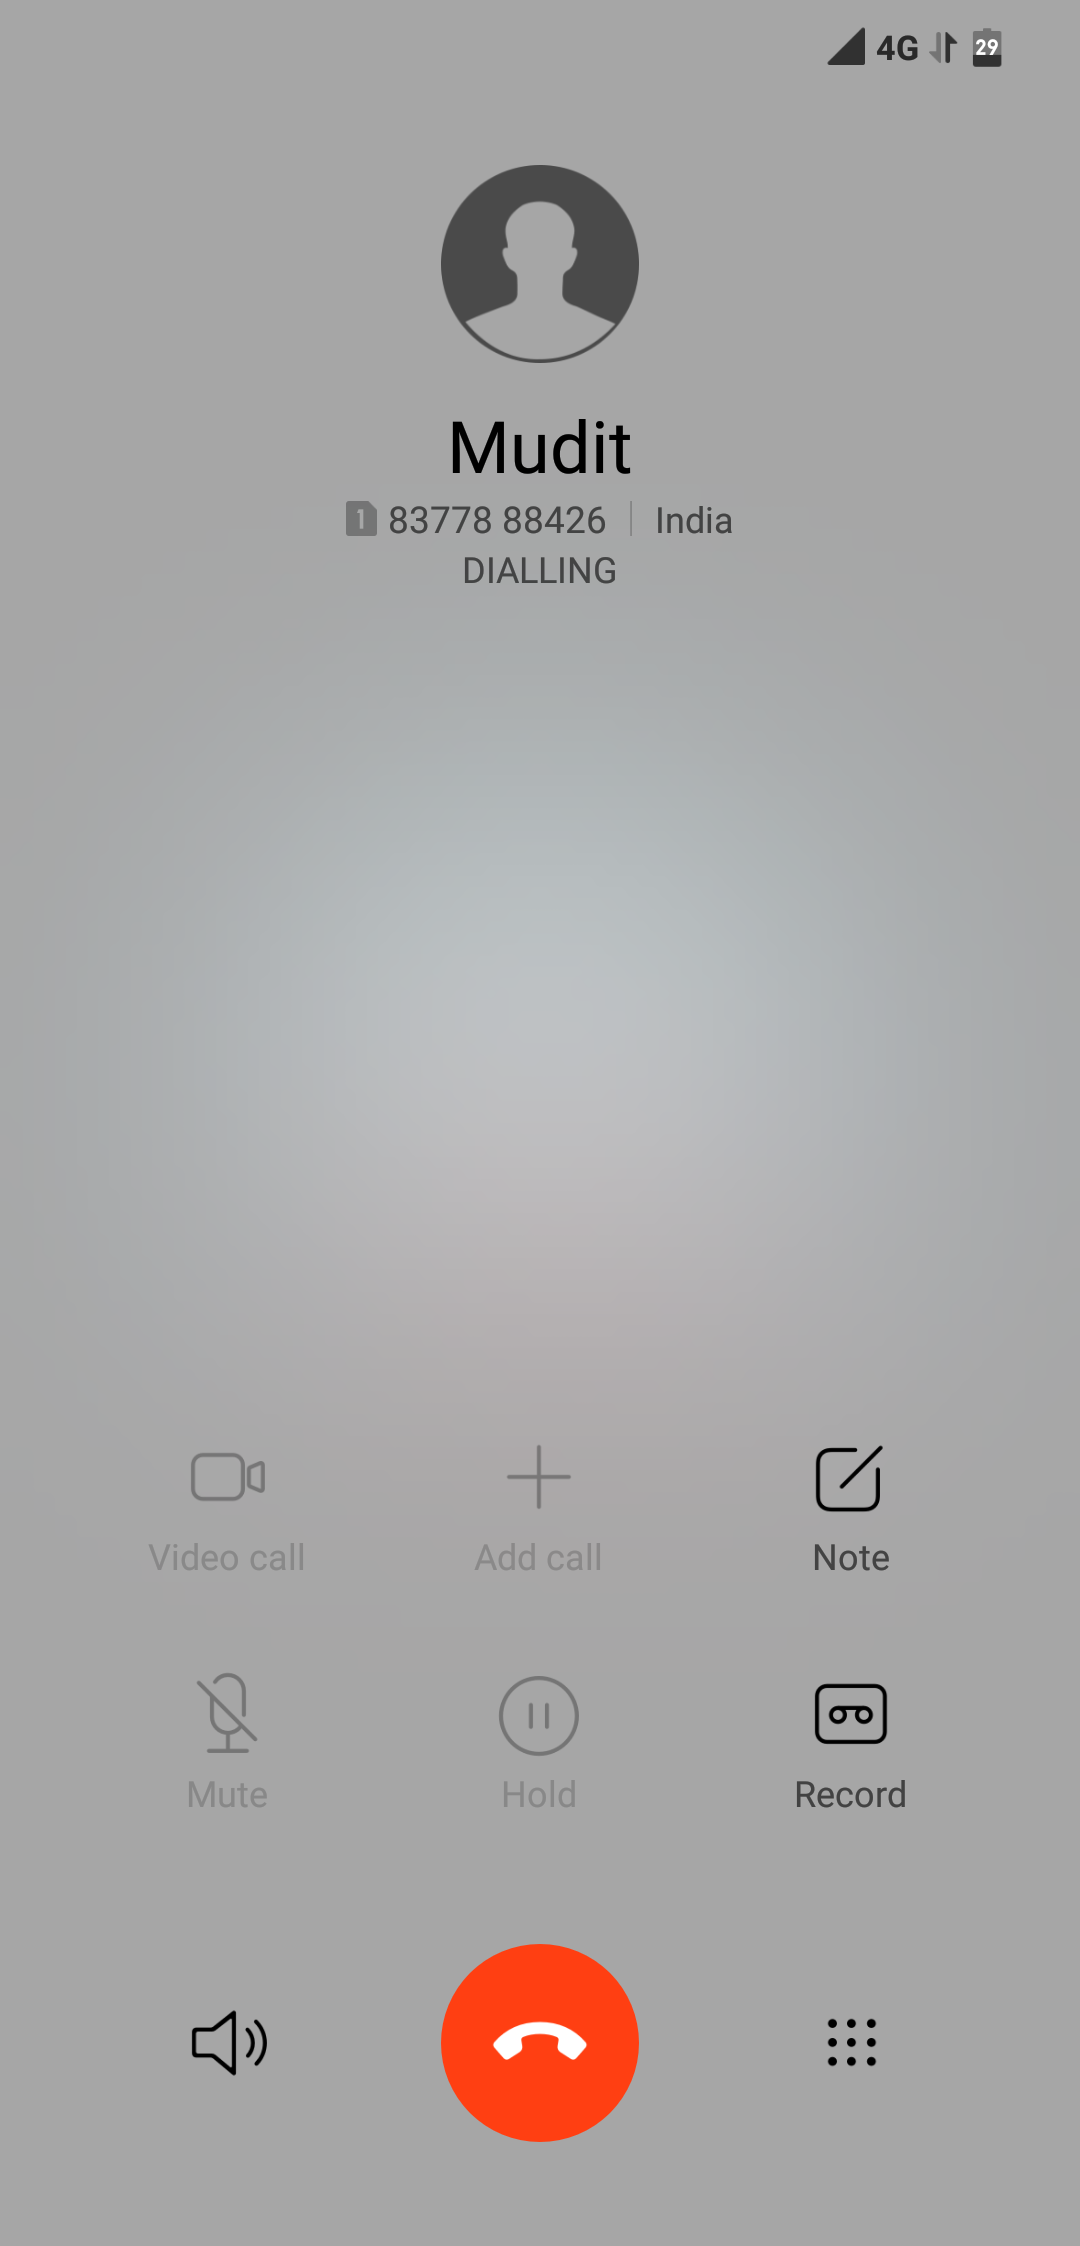 4G 29
Mudit
1 83778 88426 India
DIALLING
Video call Add call Note
Mute Hold Record